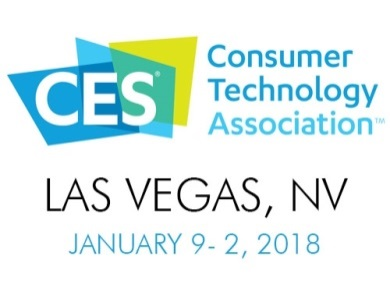 CES®
Consumer
Technology
Association™
LAS VEGAS, NV
JANUARY 9- 2, 2018